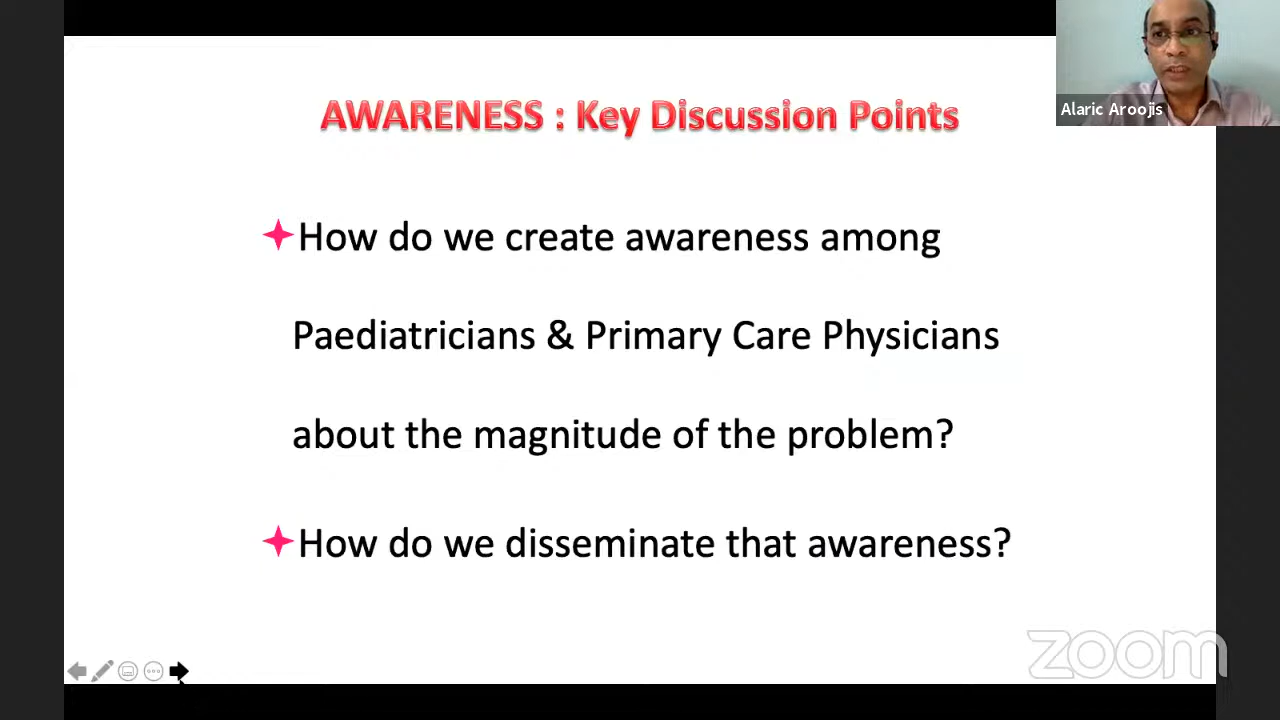 AWARENESS : Key Discussion Points
Alaric Aroojis
How do we create awareness among
Paediatricians & Primary Care Physicians
about the magnitude of the problem?
How do we disseminate that awareness?
zoom